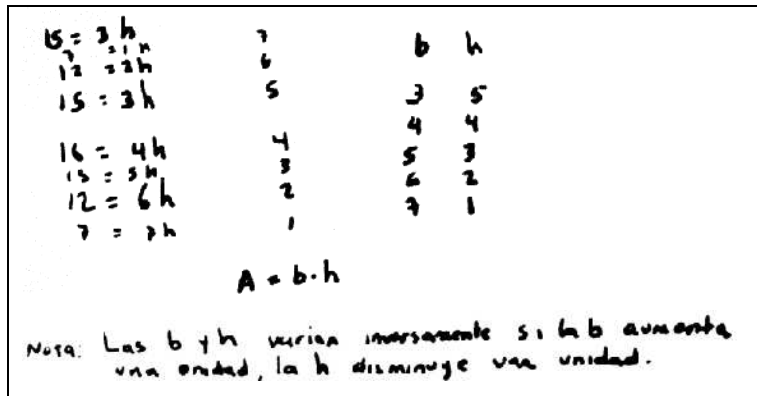 15 = 3h 7
7 = 1h b h
12 = 2h 6
15 = 3h 5 3 5
4 4
16 = 4h 4 5 3
15 = 5h 3 6 2
12 = 6h 2 7 1
7 = 7h 1
A = b·h
Nota: Las b y h varian inversamente si la b aumenta
una unidad, la h disminuye una unidad.